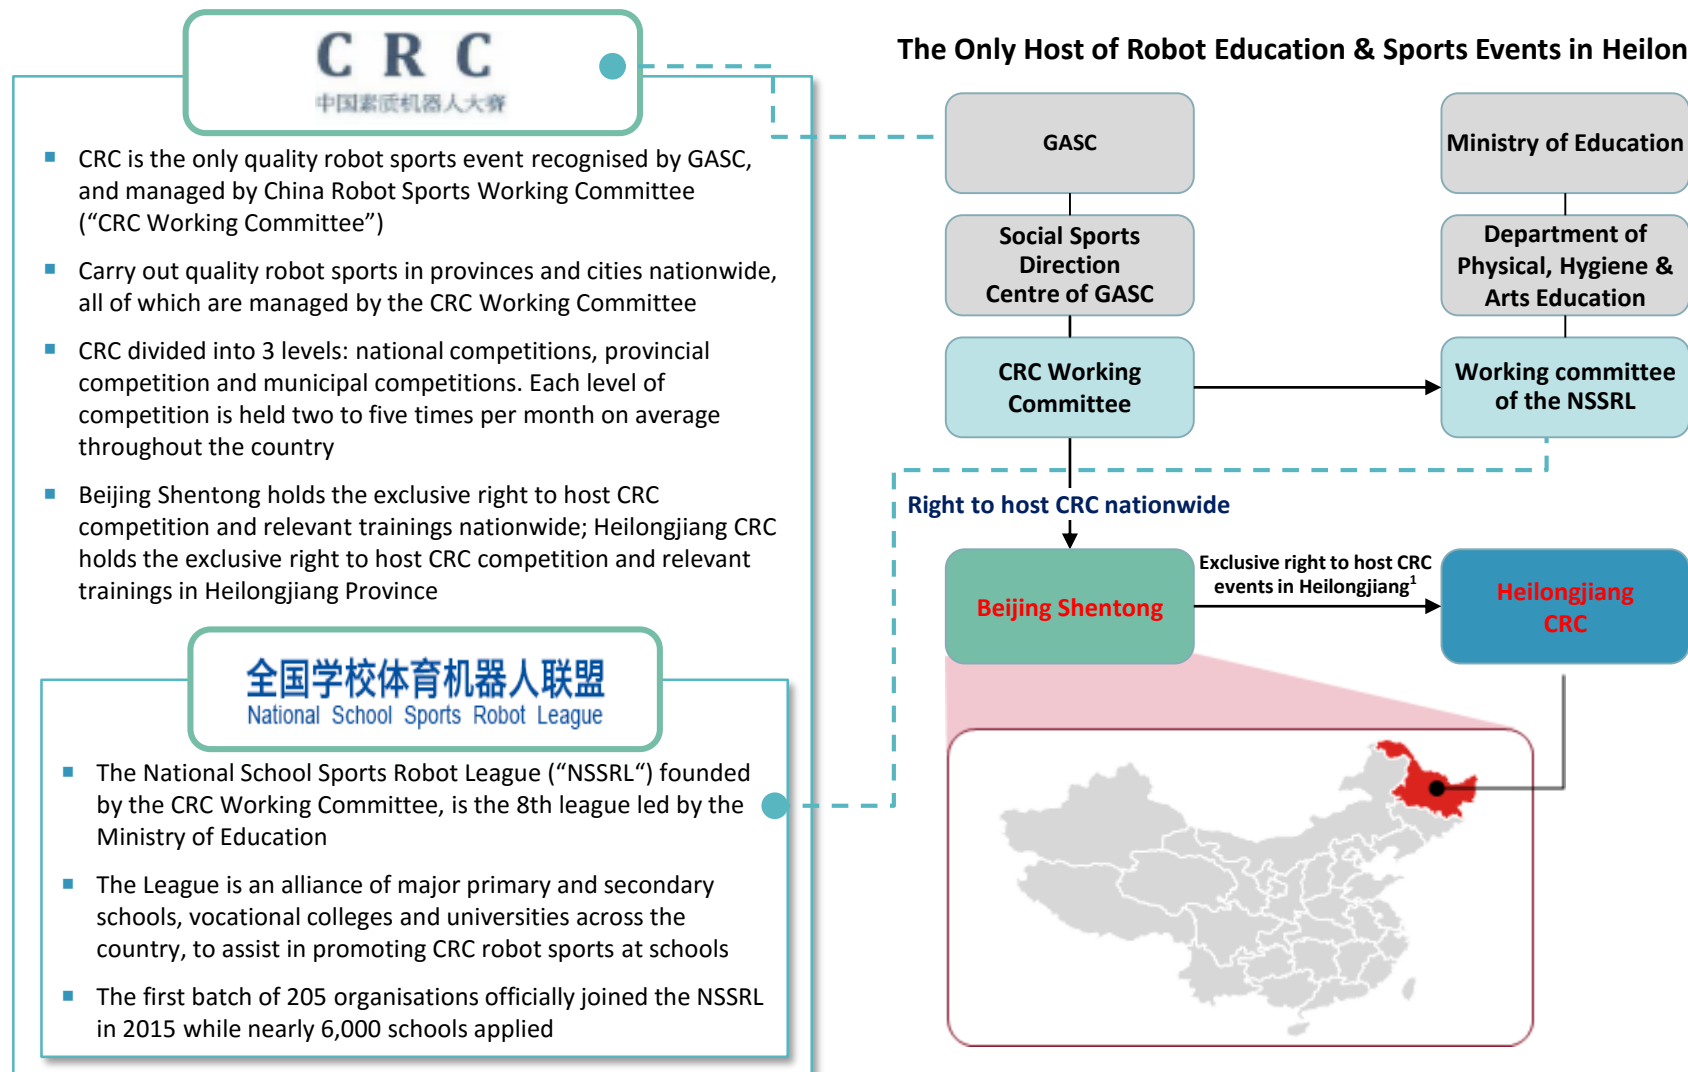 C R C
中国素质机器人大赛
▪ CRC is the only quality robot sports event recognised by GASC,
and managed by China Robot Sports Working Committee
(“CRC Working Committee”)
▪ Carry out quality robot sports in provinces and cities nationwide,
all of which are managed by the CRC Working Committee
▪ CRC divided into 3 levels: national competitions, provincial
competition and municipal competitions. Each level of
competition is held two to five times per month on average
throughout the country
▪ Beijing Shentong holds the exclusive right to host CRC
competition and relevant trainings nationwide; Heilongjiang CRC
holds the exclusive right to host CRC competition and relevant
trainings in Heilongjiang Province
全国学校体育机器人联盟
National School Sports Robot League
▪ The National School Sports Robot League (“NSSRL“) founded
by the CRC Working Committee, is the 8th league led by the
Ministry of Education
▪ The League is an alliance of major primary and secondary
schools, vocational colleges and universities across the
country, to assist in promoting CRC robot sports at schools
▪ The first batch of 205 organisations officially joined the NSSRL
in 2015 while nearly 6,000 schools applied
The Only Host of Robot Education & Sports Events in Heilon
GASC
Ministry of Education
Social Sports
Direction
Centre of GASC
Department of
Physical, Hygiene &
Arts Education
CRC Working
Committee
Working committee
of the NSSRL
Right to host CRC nationwide
Beijing Shentong
Exclusive right to host CRC
events in Heilongjiang¹
Heilongjiang
CRC